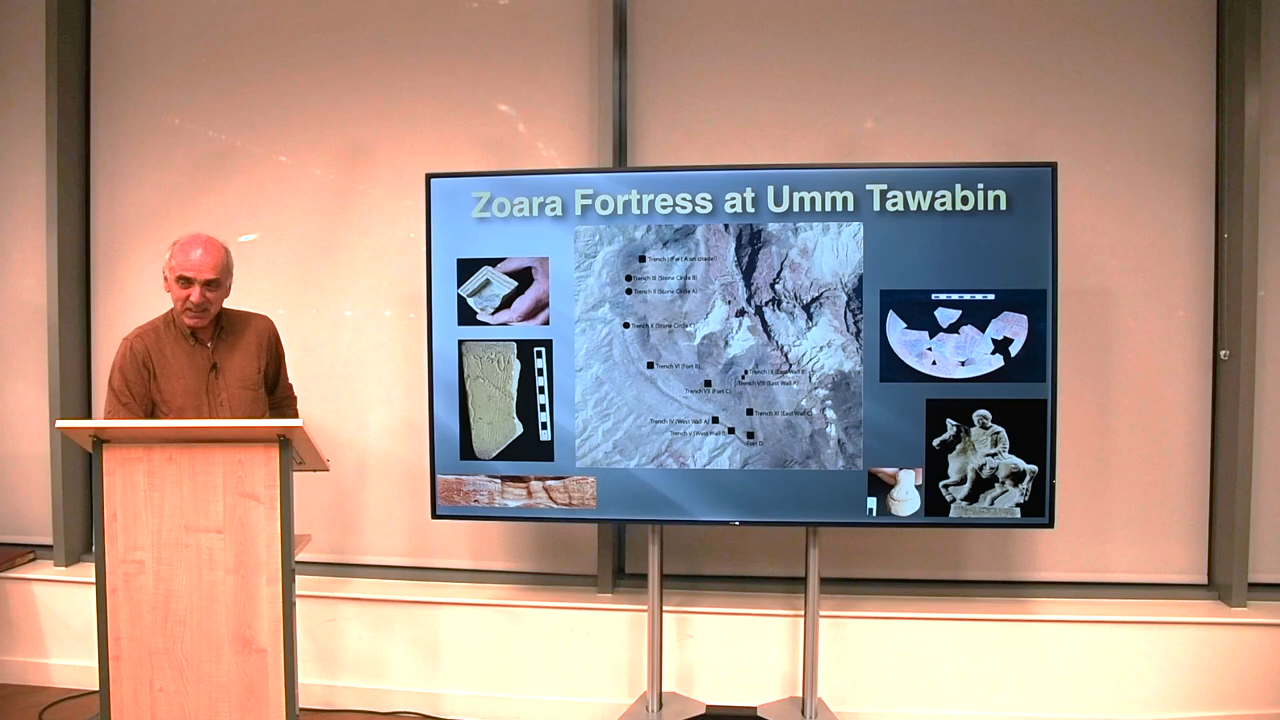 Zoara Fortress at Umm Tawabin
Trench I (Fort A on citadel)
Trench III (Stone Circle B)
Trench II (Stone Circle A)
Trench X (Stone Circle C)
Trench VI (Fort B)
Trench IX (East Wall B)
Trench VIII (East Wall A)
Trench VII (Fort C)
Trench XI (East Wall C)
Trench IV (West Wall A)
Trench V (West Wall B)
Fort D